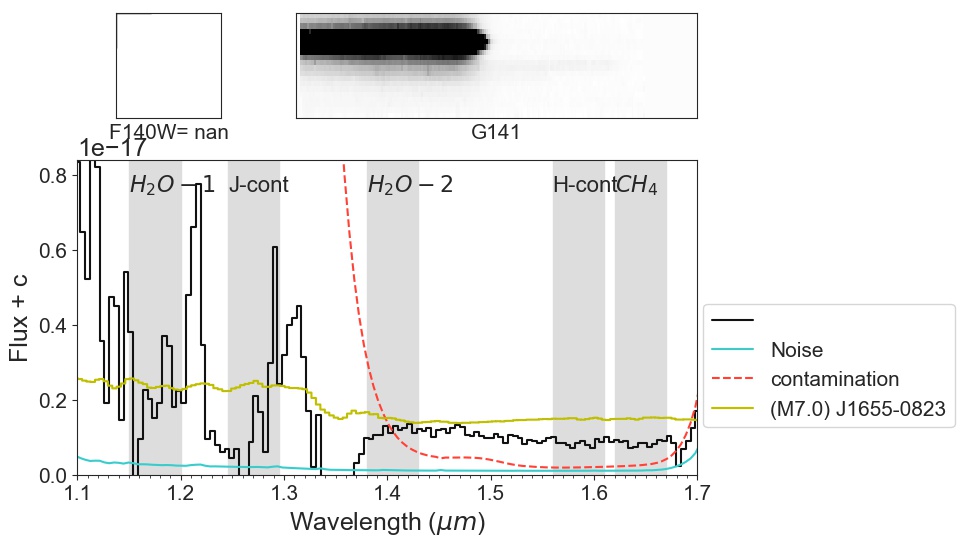 F140W= nan
G141
1e−17
H₂O − 1
J-cont
H₂O − 2
H-cont
CH₄
0.8
0.6
0.4
0.2
0.0
Flux + c
1.1
1.2
1.3
1.4
1.5
1.6
1.7
Wavelength (μm)
Noise
contamination
(M7.0) J1655-0823